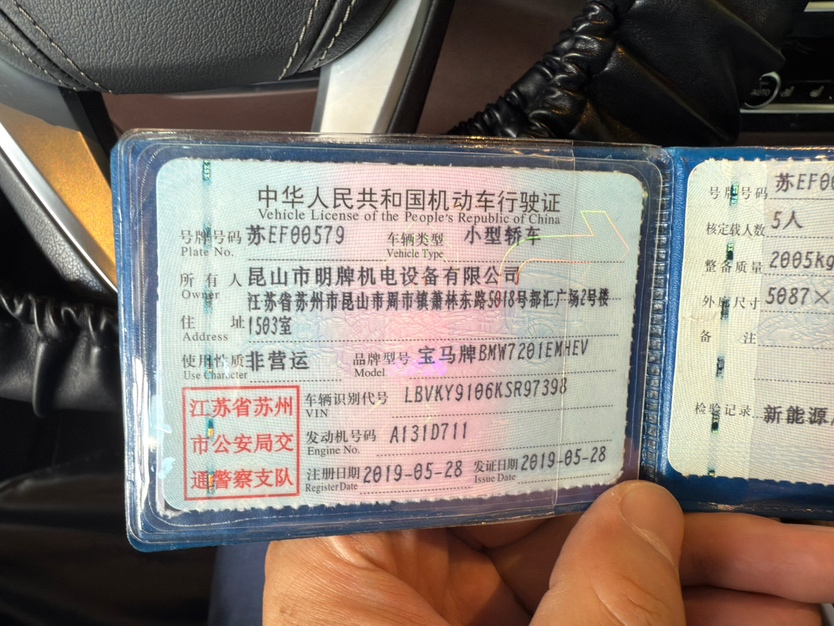 中华人民共和国机动车行驶证
Vehicle License of the People's Republic of China
号牌号码 苏EF00579 车辆类型 小型轿车
Plate No. Vehicle Type
所有人 昆山市明牌机电设备有限公司
Owner
江苏省苏州市昆山市周市镇萧林东路5018号都汇广场2号楼
住址 1503室
Address
使用性质 非营运 品牌型号 宝马牌BMW7201EMHEV
Use Character Model
江苏省苏州
市公安局交
通警察支队
车辆识别代号 LBVKY9106KSR97398
VIN
发动机号码 A131D711
Engine No.
注册日期 2019-05-28 发证日期 2019-05-28
Register Date Issue Date
号牌号码 苏EF00
核定载人数 5人
整备质量 2005kg
外廓尺寸 5087×
备注
检验记录 新能源
AUTO